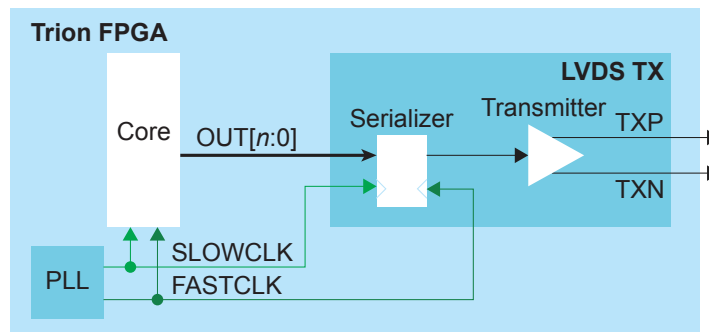 Trion FPGA
LVDS TX
Core
OUT[n:0]
Serializer
Transmitter
TXP
TXN
PLL
SLOWCLK
FASTCLK